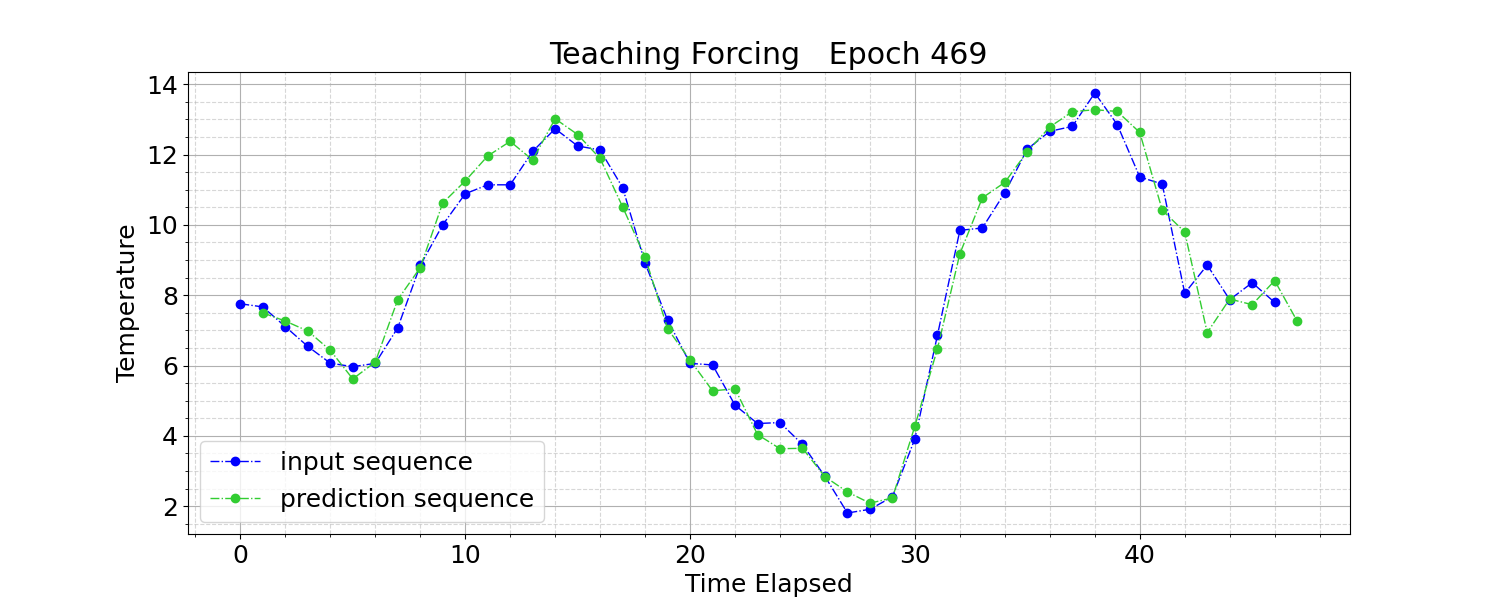 Teaching Forcing   Epoch 469
14
12
10
8
6
4
2
Temperature
input sequence
prediction sequence
0 10 20 30 40
Time Elapsed